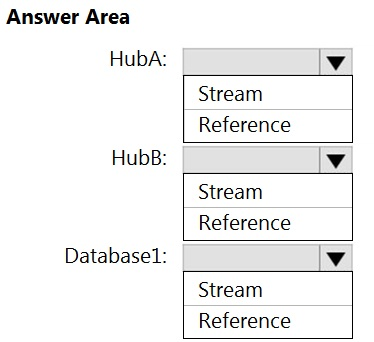 Answer Area
HubA:
Stream
Reference
HubB:
Stream
Reference
Database1:
Stream
Reference